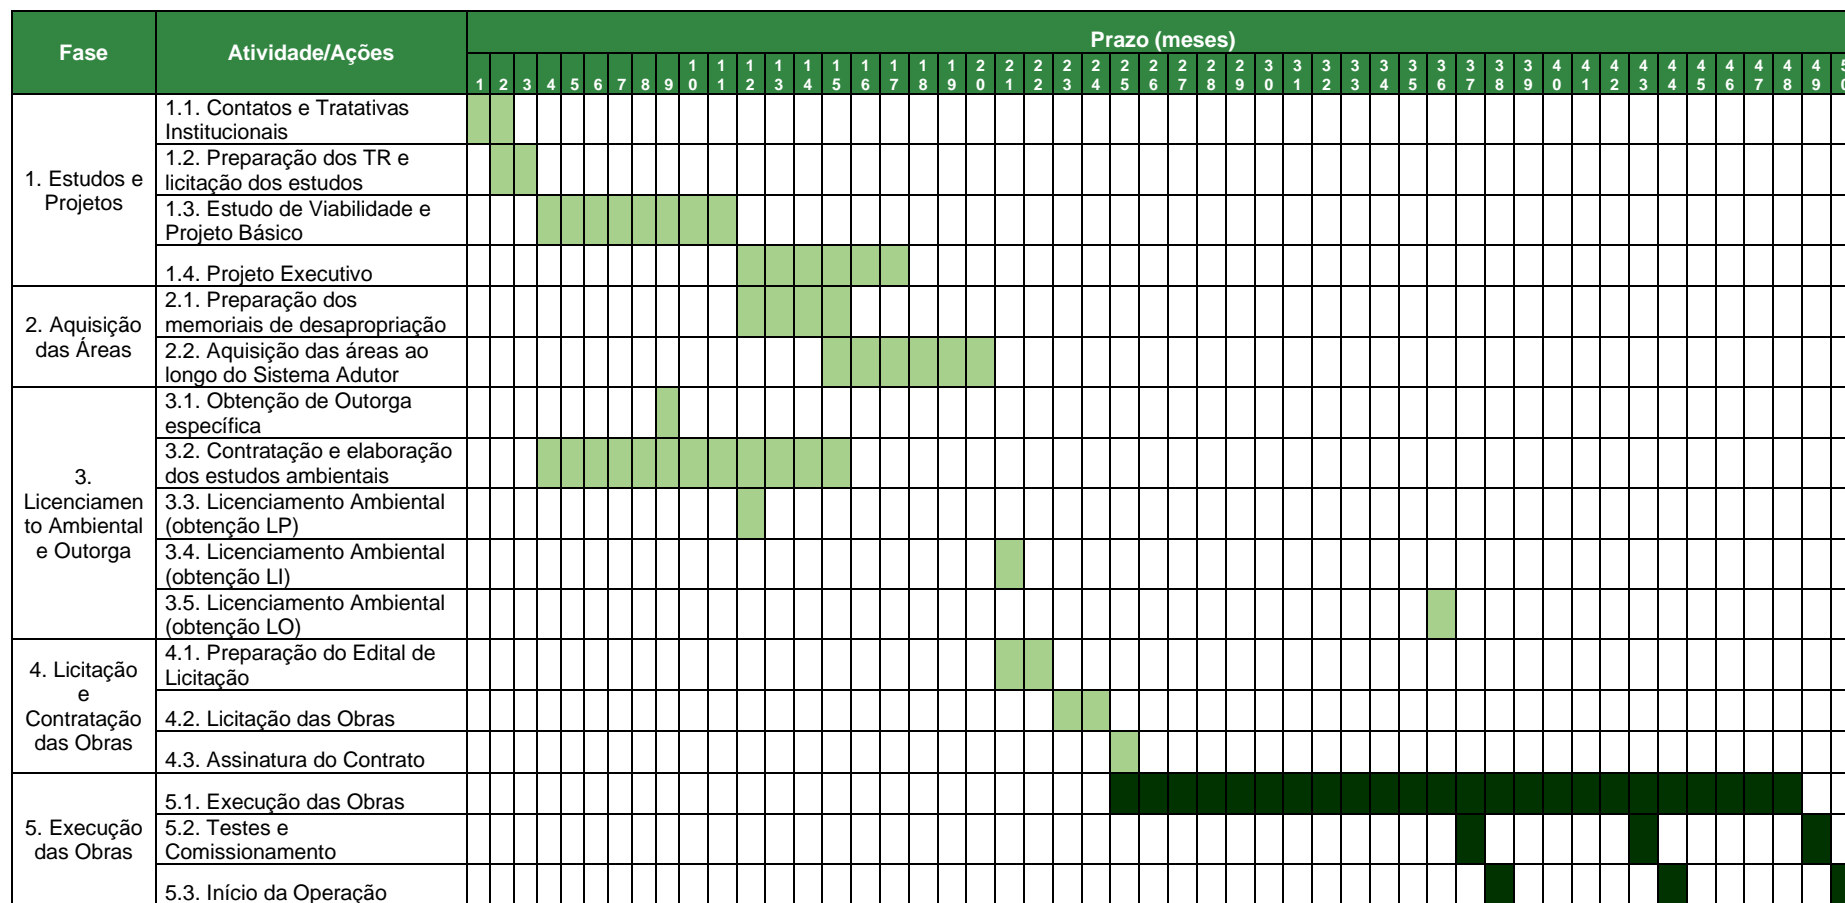 Fase
Atividade/Ações
Prazo (meses)
1 2 3 4 5 6 7 8 9 10 11 12 13 14 15 16 17 18 19 20 21 22 23 24 25 26 27 28 29 30 31 32 33 34 35 36 37 38 39 40 41 42 43 44 45 46 47 48 49 50
1. Estudos e
Projetos
1.1. Contatos e Tratativas
Institucionais
1.2. Preparação dos TR e
licitação dos estudos
1.3. Estudo de Viabilidade e
Projeto Básico
1.4. Projeto Executivo
2. Aquisição
das Áreas
2.1. Preparação dos
memoriais de desapropriação
2.2. Aquisição das áreas ao
longo do Sistema Adutor
3.
Licenciamen
to Ambiental
e Outorga
3.1. Obtenção de Outorga
específica
3.2. Contratação e elaboração
dos estudos ambientais
3.3. Licenciamento Ambiental
(obtenção LP)
3.4. Licenciamento Ambiental
(obtenção LI)
3.5. Licenciamento Ambiental
(obtenção LO)
4. Licitação
e
Contratação
das Obras
4.1. Preparação do Edital de
Licitação
4.2. Licitação das Obras
4.3. Assinatura do Contrato
5. Execução
das Obras
5.1. Execução das Obras
5.2. Testes e
Comissionamento
5.3. Início da Operação